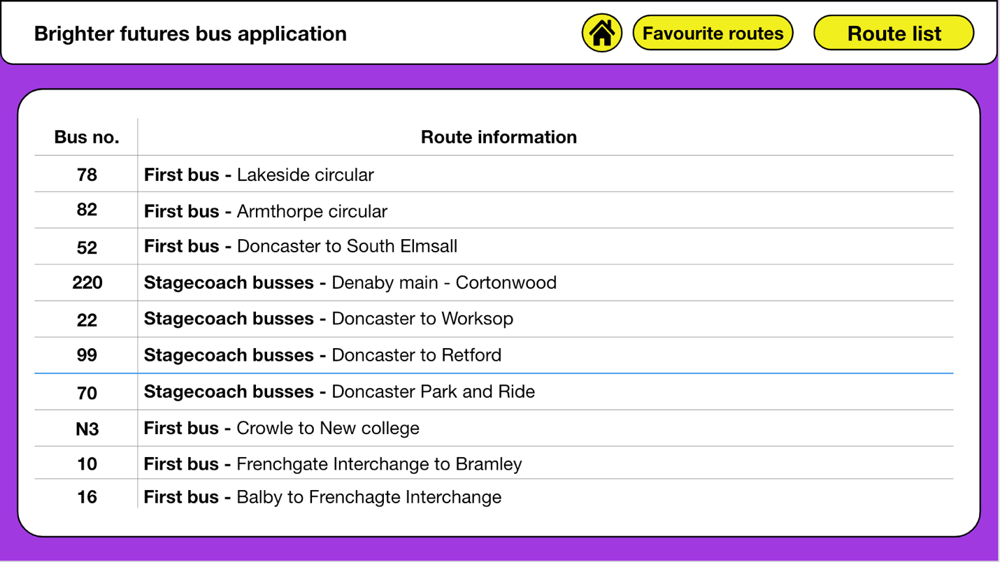 Brighter futures bus application
Favourite routes
Route list
Bus no. Route information
78 First bus - Lakeside circular
82 First bus - Armthorpe circular
52 First bus - Doncaster to South Elmsall
220 Stagecoach busses - Denaby main - Cortonwood
22 Stagecoach busses - Doncaster to Worksop
99 Stagecoach busses - Doncaster to Retford
70 Stagecoach busses - Doncaster Park and Ride
N3 First bus - Crowle to New college
10 First bus - Frenchgate Interchange to Bramley
16 First bus - Balby to Frenchagte Interchange